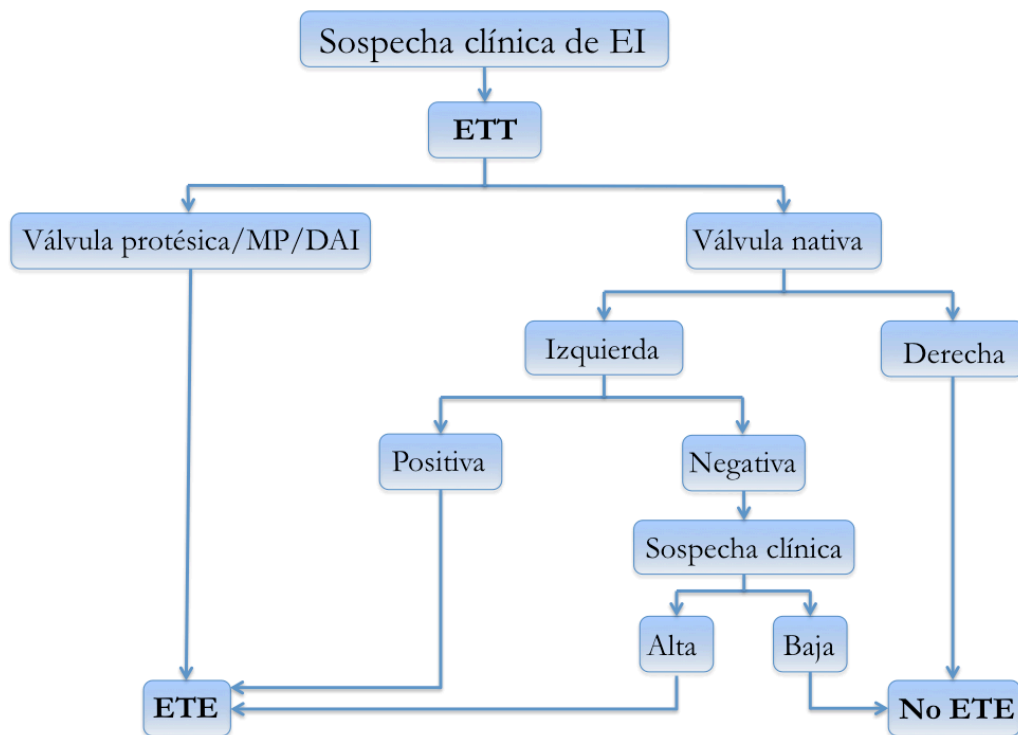 Sospecha clínica de EI
ETT
Válvula protésica/MP/DAI
Válvula nativa
Izquierda
Derecha
Positiva
Negativa
Sospecha clínica
Alta
Baja
ETE
No ETE